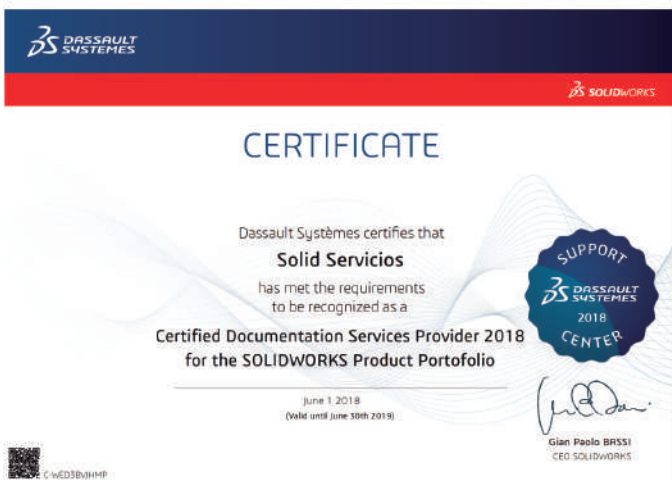 DASSAULT
SYSTEMES
SOLIDWORKS
CERTIFICATE
Dassault Systèmes certifies that
Solid Servicios
has met the requirements
to be recognized as a
Certified Documentation Services Provider 2018
for the SOLIDWORKS Product Portofolio
June 1 2018
(Valid until June 30th 2019)
SUPPORT
DASSAULT
SYSTEMES
2018
CENTER
Gian Paolo BASSI
CEO SOLIDWORKS